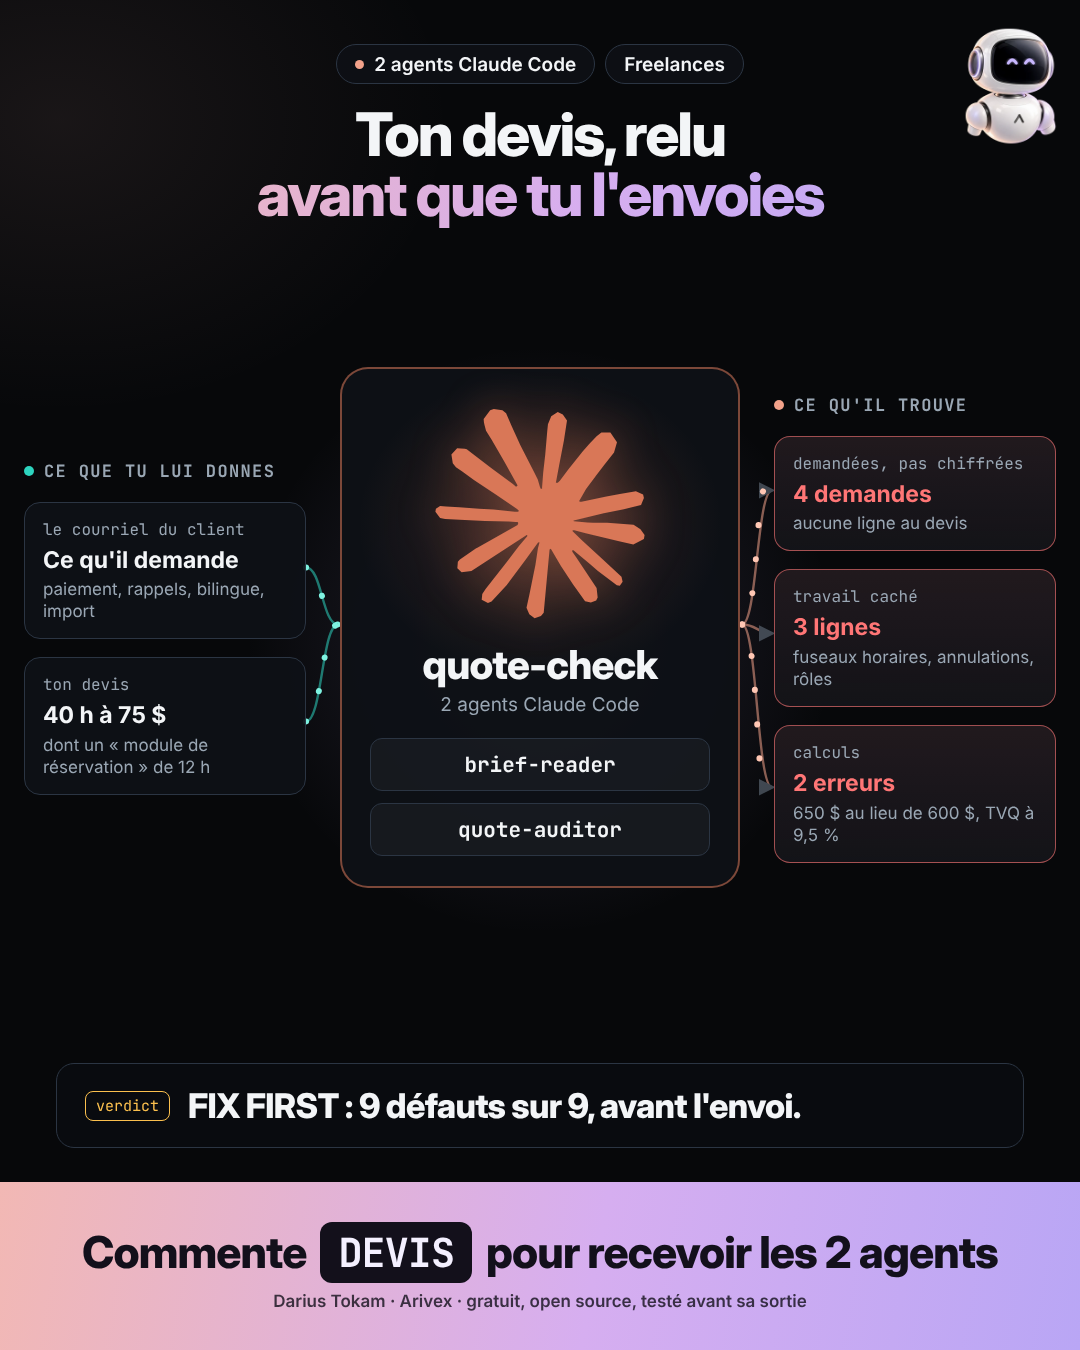 2 agents Claude Code
Freelances
Ton devis, relu
avant que tu l'envoies
CE QUE TU LUI DONNES
le courriel du client
Ce qu'il demande
paiement, rappels, bilingue,
import
ton devis
40 h à 75 $
dont un « module de
réservation » de 12 h
quote-check
2 agents Claude Code
brief-reader
quote-auditor
CE QU'IL TROUVE
demandées, pas chiffrées
4 demandes
aucune ligne au devis
travail caché
3 lignes
fuseaux horaires, annulations,
rôles
calculs
2 erreurs
650 $ au lieu de 600 $, TVQ à
9,5 %
verdict
FIX FIRST : 9 défauts sur 9, avant l'envoi.
Commente DEVIS pour recevoir les 2 agents
Darius Tokam · Arivex · gratuit, open source, testé avant sa sortie